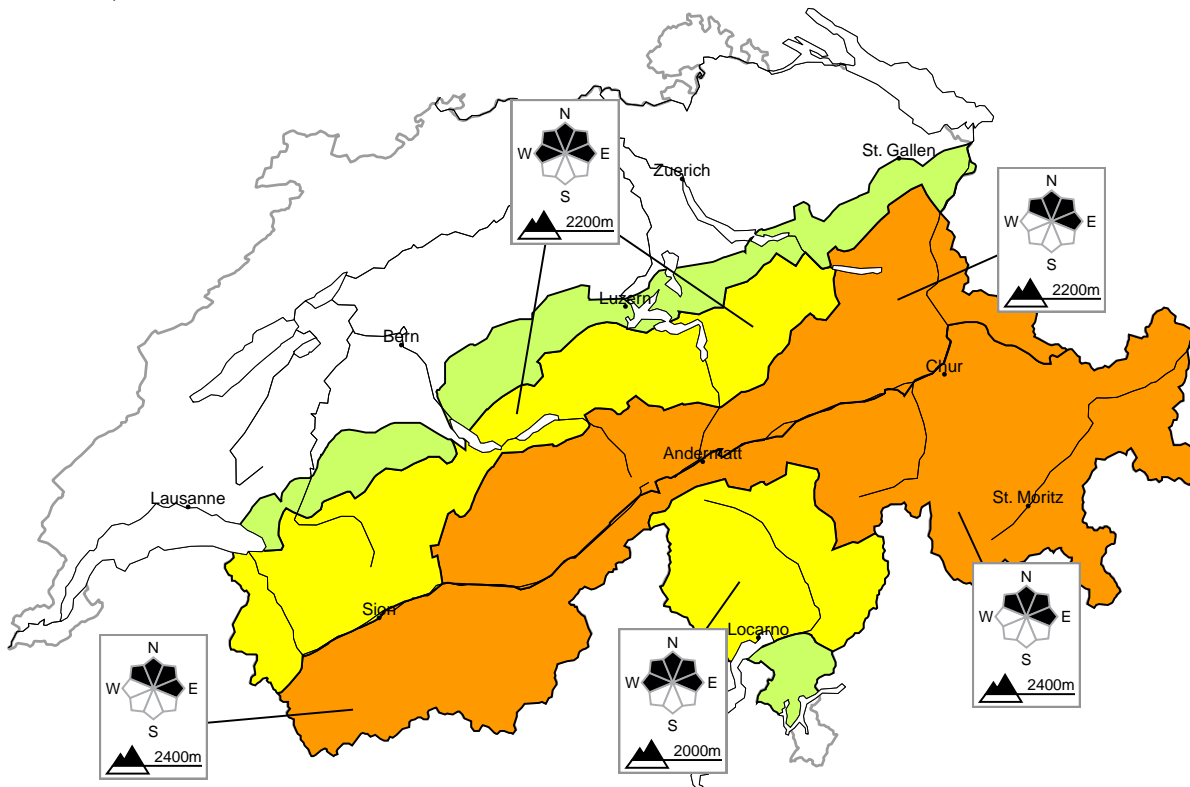 N
W E
S
2200m
St. Gallen
Zuerich
N
W E
S
2200m
Luzern
Bern
Chur
Andermatt
Lausanne
St. Moritz
Sion
Locarno
N
W E
S
2400m
N
W E
S
2000m
N
W E
S
2400m